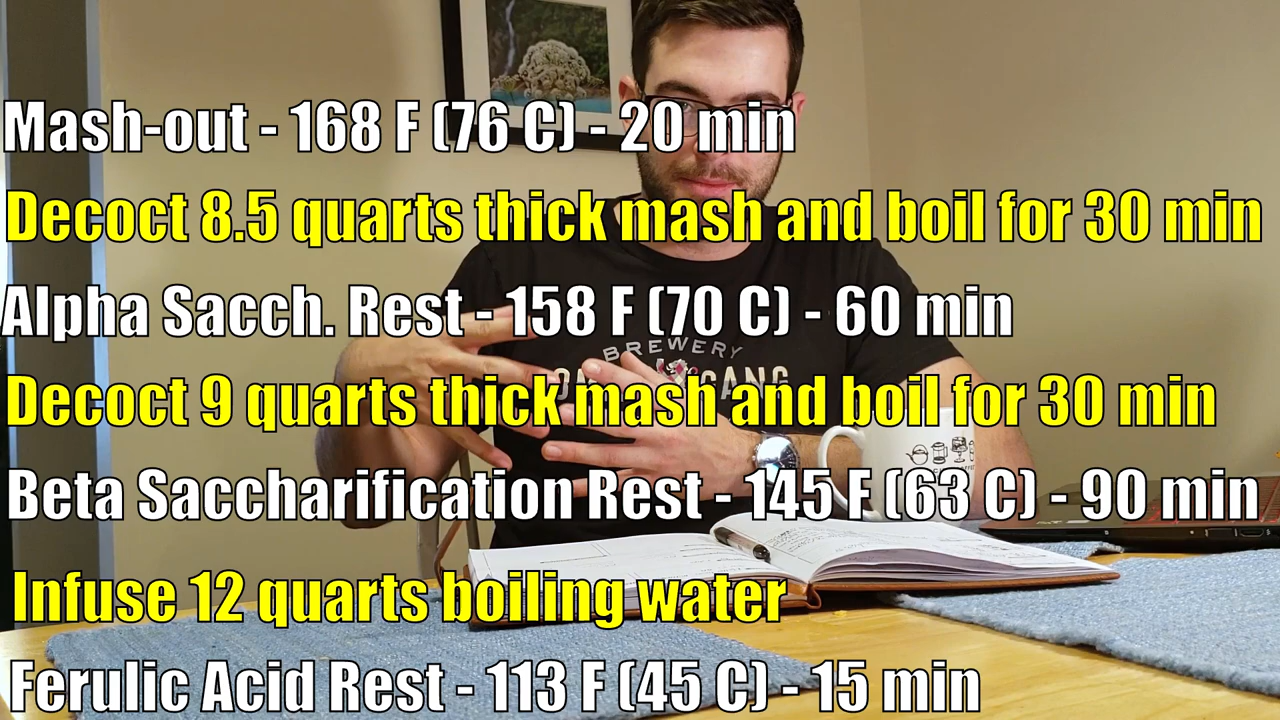 Mash-out - 168 F (76 C) - 20 min
Decoct 8.5 quarts thick mash and boil for 30 min
Alpha Sacch. Rest - 158 F (70 C) - 60 min
BREWERY
GANG
Decoct 9 quarts thick mash and boil for 30 min
Beta Saccharification Rest - 145 F (63 C) - 90 min
Infuse 12 quarts boiling water
Ferulic Acid Rest - 113 F (45 C) - 15 min